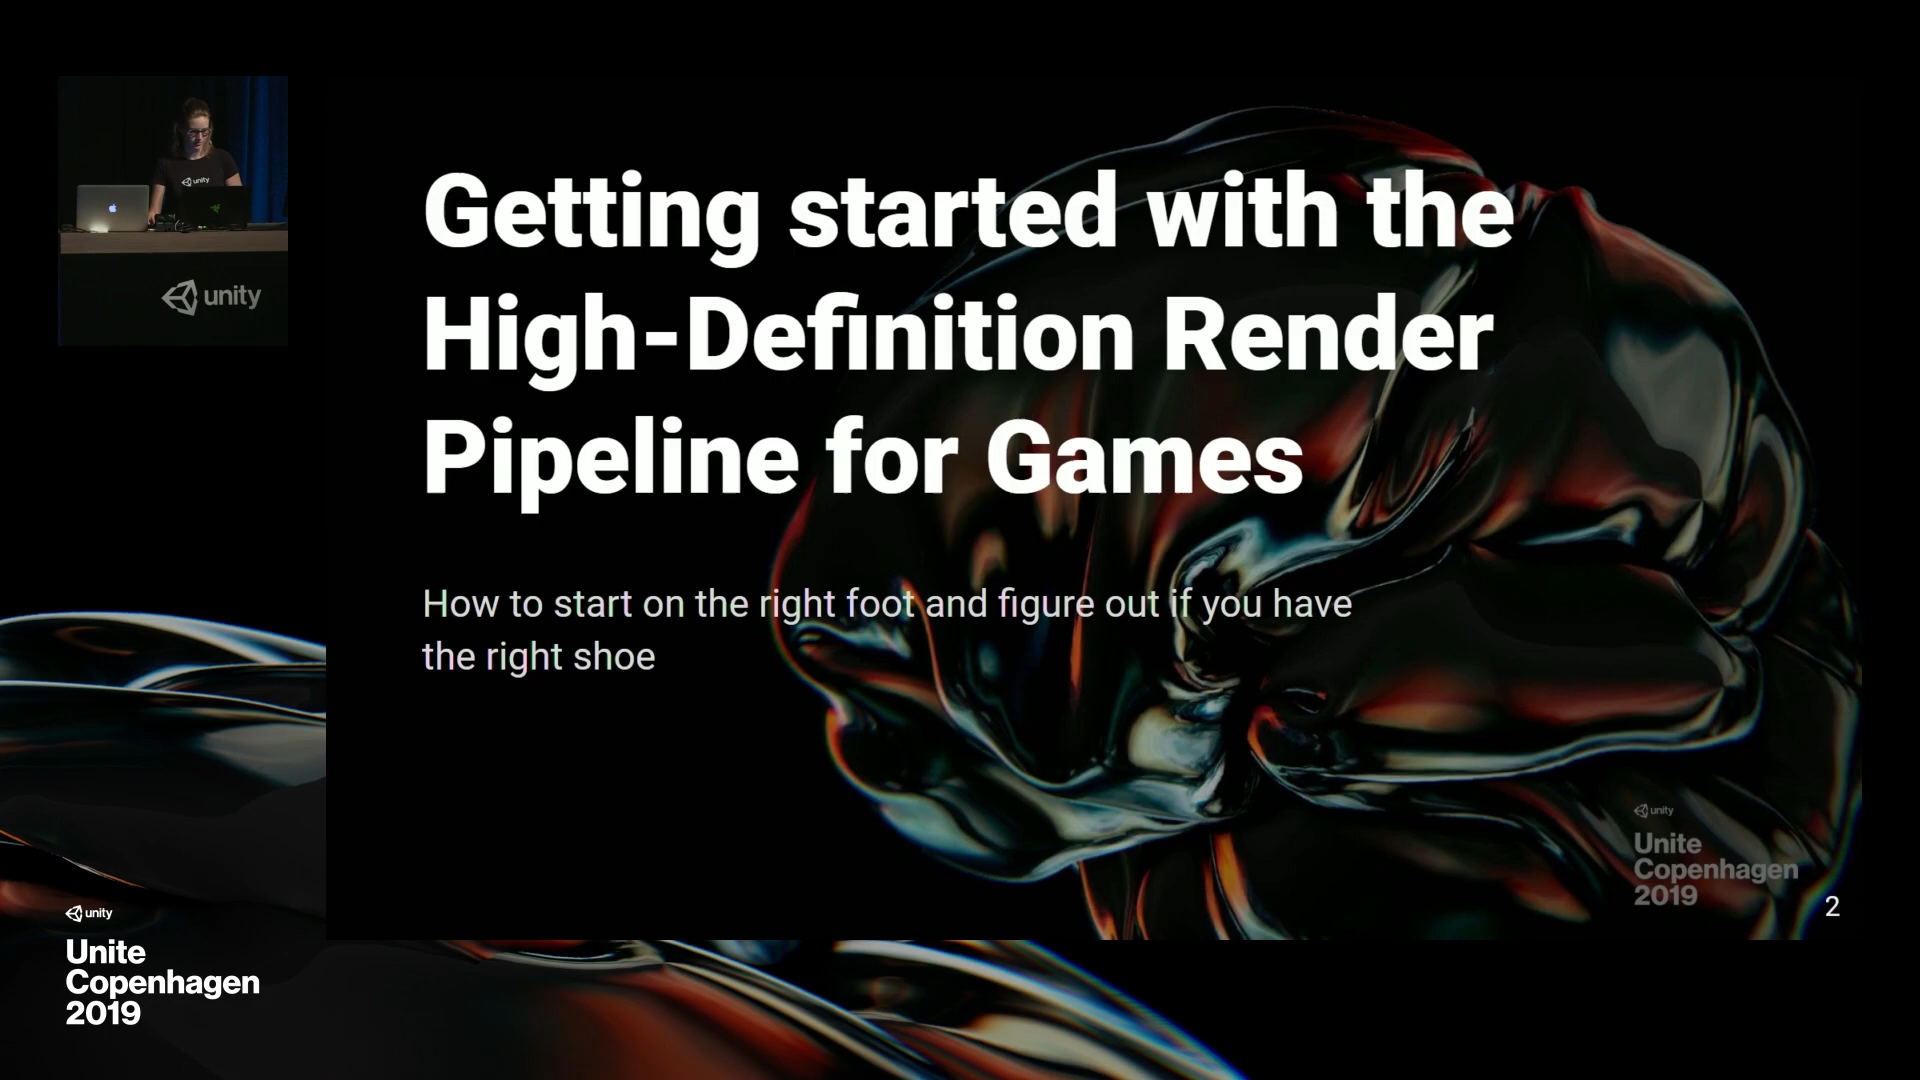 unity
unity
Getting started with the
High-Definition Render
Pipeline for Games
How to start on the right foot and figure out if you have
the right shoe
unity
Unite
Copenhagen
2019
2
unity
Unite
Copenhagen
2019